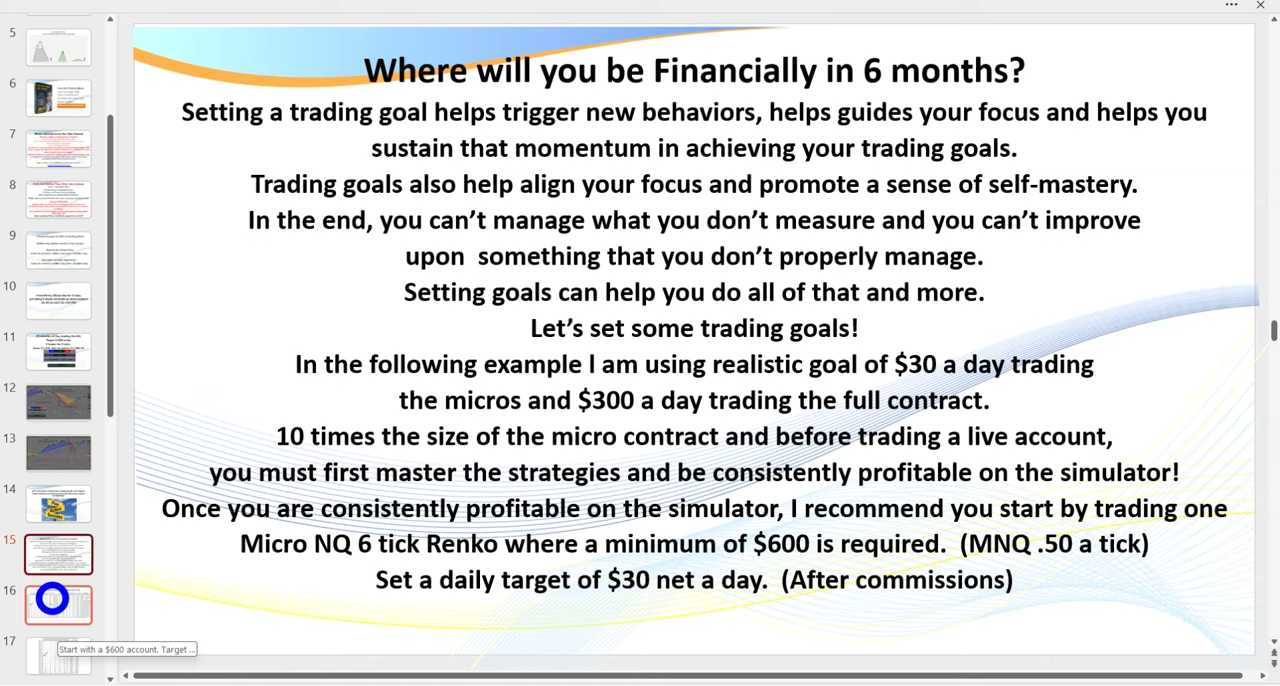 Where will you be Financially in 6 months?
Setting a trading goal helps trigger new behaviors, helps guides your focus and helps you
sustain that momentum in achieving your trading goals.
Trading goals also help align your focus and promote a sense of self-mastery.
In the end, you can't manage what you don't measure and you can't improve
upon something that you don't properly manage.
Setting goals can help you do all of that and more.
Let's set some trading goals!
In the following example I am using realistic goal of $30 a day trading
the micros and $300 a day trading the full contract.
10 times the size of the micro contract and before trading a live account,
you must first master the strategies and be consistently profitable on the simulator!
Once you are consistently profitable on the simulator, I recommend you start by trading one
Micro NQ 6 tick Renko where a minimum of $600 is required. (MNQ .50 a tick)
Set a daily target of $30 net a day. (After commissions)
5
6
7
8
9
10
11
12
13
14
15
16
17
Start with a $600 account. Target ...